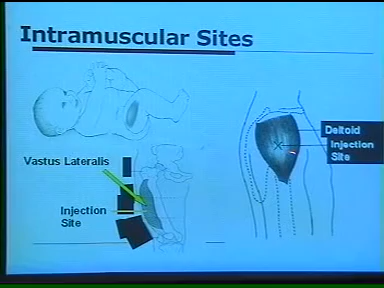 Intramuscular Sites
Vastus Lateralis
Injection
Site
Deltoid
Injection
Site